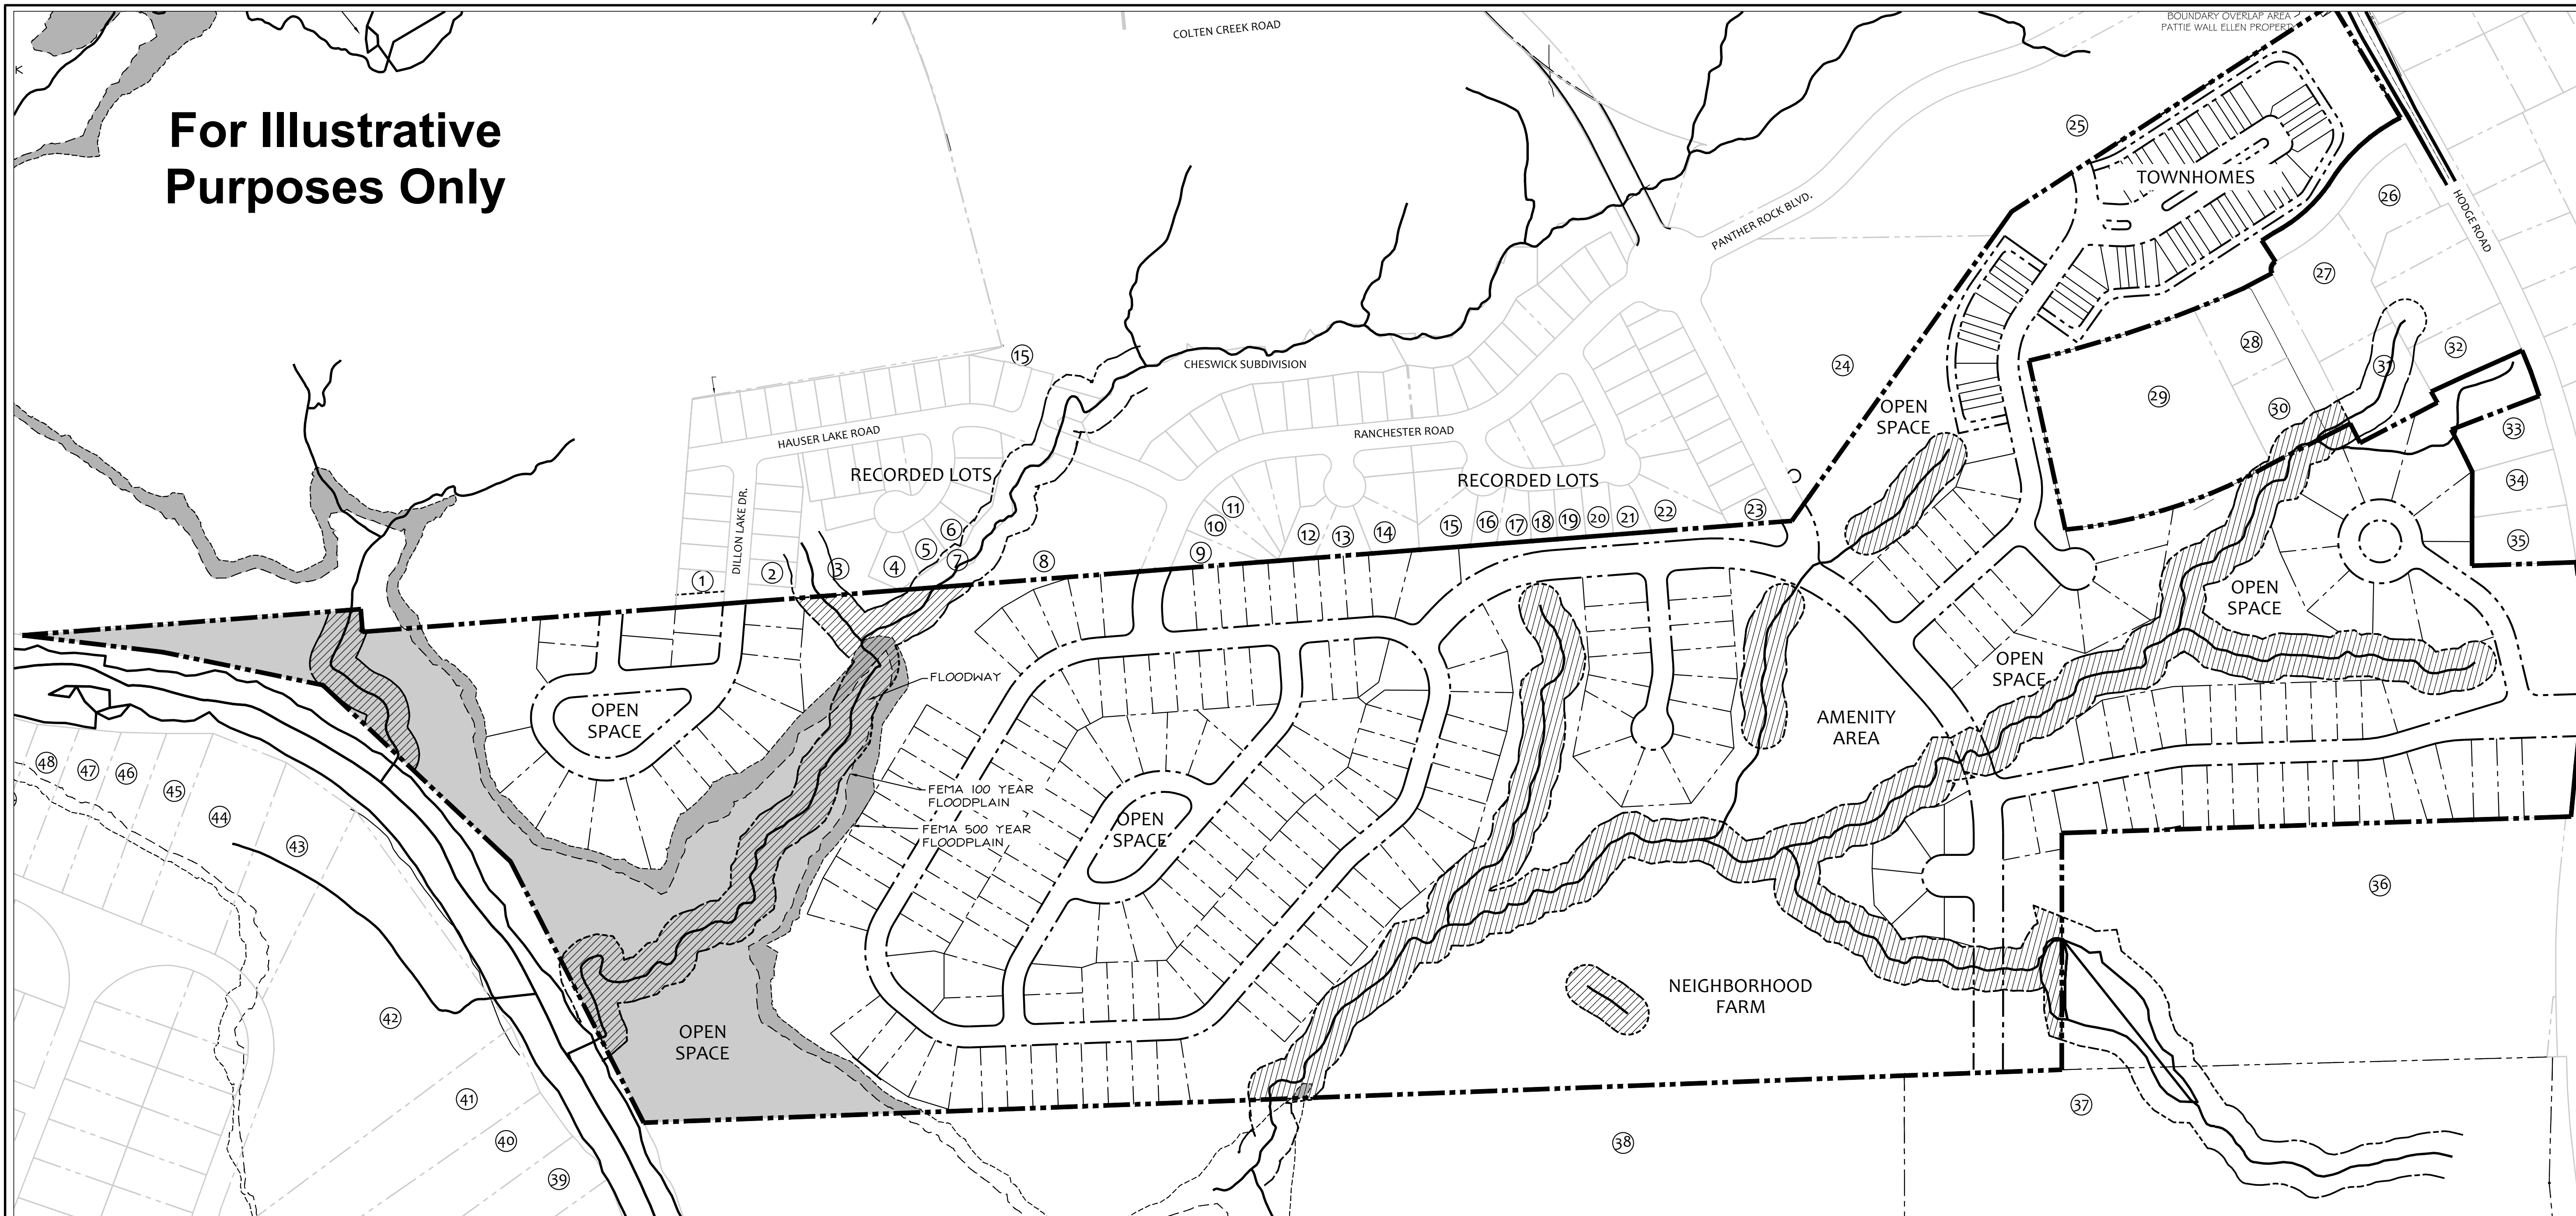 BOUNDARY OVERLAP AREA
PATTIE WALL ELLEN PROPERTY
COLTEN CREEK ROAD
K
For Illustrative
Purposes Only
25
TOWNHOMES
26
HODGE ROAD
PANTHER ROCK BLVD.
27
28
31
32
15
CHESWICK SUBDIVISION
24
29
30
33
OPEN
SPACE
HAUSER LAKE ROAD
RANCHESTER ROAD
RECORDED LOTS
RECORDED LOTS
34
DILLON LAKE DR.
1
2
3
4
5
6
7
8
9
10
11
12
13
14
15
16
17
18
19
20
21
22
23
35
OPEN
SPACE
OPEN
SPACE
FLOODWAY
OPEN
SPACE
AMENITY
AREA
48
47
46
45
44
43
FEMA 100 YEAR
FLOODPLAIN
FEMA 500 YEAR
FLOODPLAIN
OPEN
SPACE
36
NEIGHBORHOOD
FARM
42
OPEN
SPACE
41
40
39
38
37